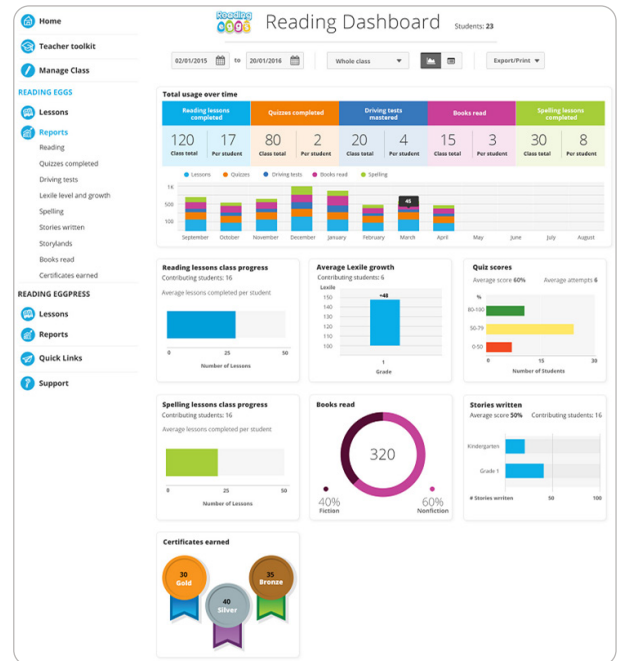 Home
Teacher toolkit
Manage Class
READING EGGS
Lessons
Reports
Reading
Quizzes completed
Driving tests
Lexile level and growth
Spelling
Stories written
Storylands
Books read
Certificates earned
READING EGGPRESS
Lessons
Reports
Quick Links
Support
Reading eggs Reading Dashboard Students: 23
02/01/2015 to 20/01/2016 Whole class Export/Print
Total usage over time
Reading lessons completed Quizzes completed Driving tests mastered Books read Spelling lessons completed
120 17 80 2 20 4 15 3 30 8
Class total Per student Class total Per student Class total Per student Class total Per student Class total Per student
Lessons Quizzes Driving tests Books read Spelling
1K
500
100
45
September October November December January February March April May June July August
Reading lessons class progress
Contributing students: 16
Average lessons completed per student
0 25 50
Number of Lessons
Average Lexile growth
Contributing students: 6
Lexile
150
140
130
120
110
100
+48
1
Grade
Quiz scores
Average score 60% Average attempts 6
%
80-100
50-79
0-50
0 15 30
Number of Students
Spelling lessons class progress
Contributing students: 16
Average lessons completed per student
0 25 50
Number of Lessons
Books read
320
40% 60%
Fiction Nonfiction
Stories written
Average score 50% Contributing students: 16
Kindergarten
Grade 1
# Stories written 50 100
Certificates earned
30
Gold
40
Silver
35
Bronze